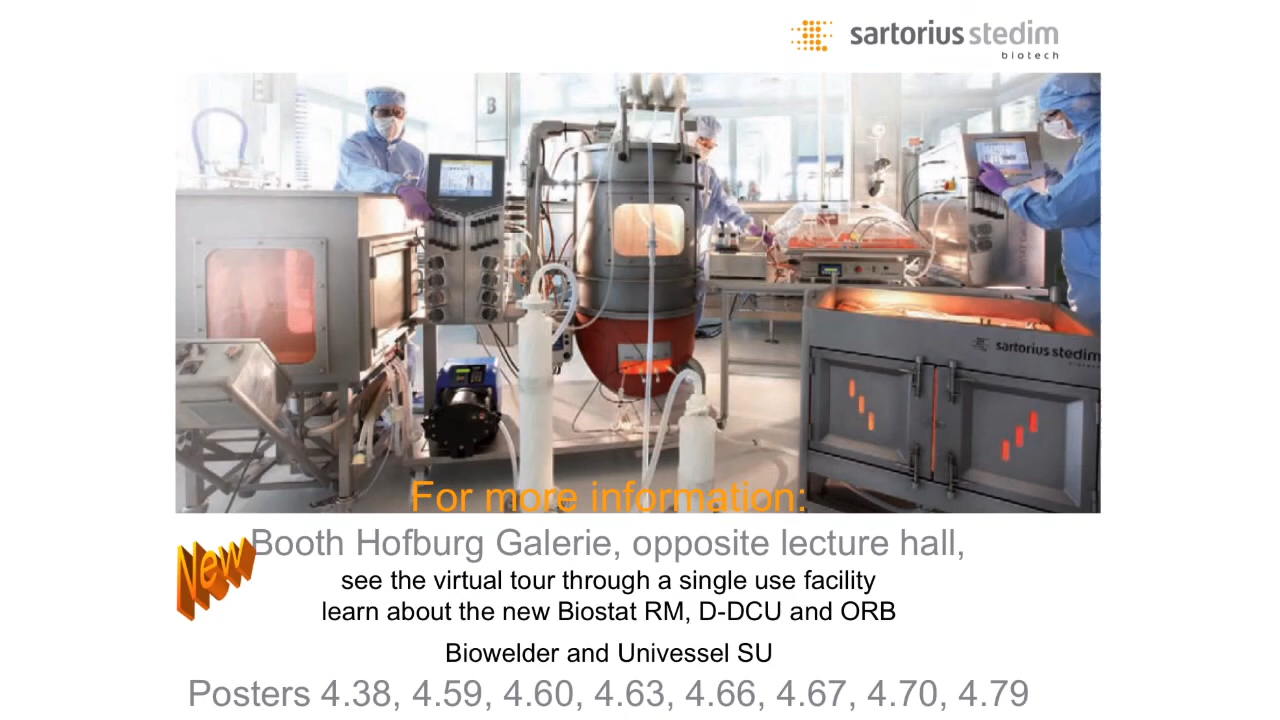 sartorius stedim
biotech
B
sartorius stedim
biotech
For more information:
New
Booth Hofburg Galerie, opposite lecture hall,
see the virtual tour through a single use facility
learn about the new Biostat RM, D-DCU and ORB
Biowelder and Univessel SU
Posters 4.38, 4.59, 4.60, 4.63, 4.66, 4.67, 4.70, 4.79